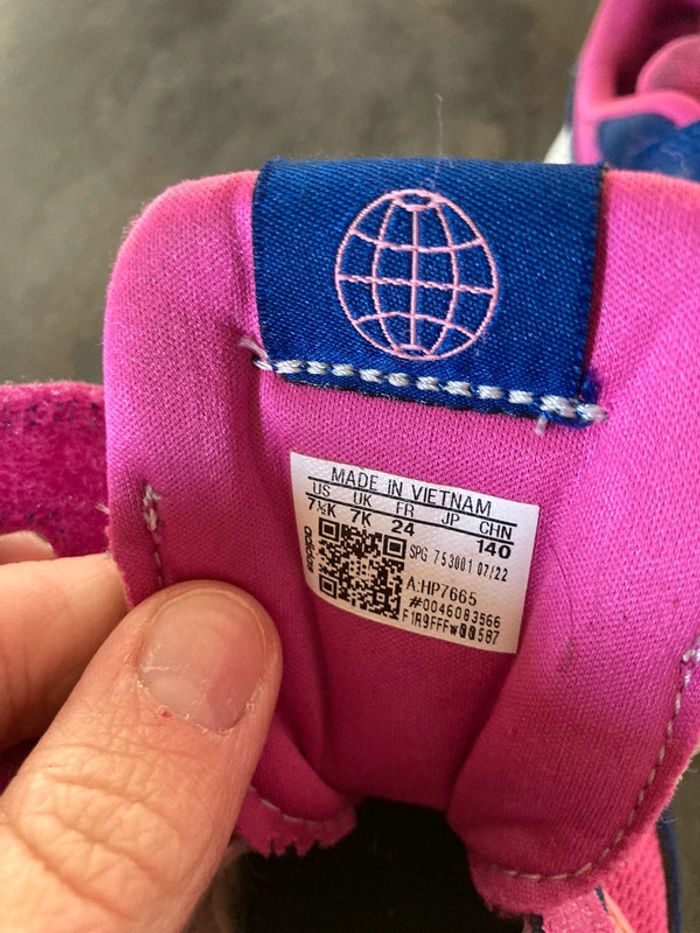 MADE IN VIETNAM
US UK FR JP CHN
7½K 7K 24 140
adidas
SPG 753001 07/22
A:HP7665
#0046083566